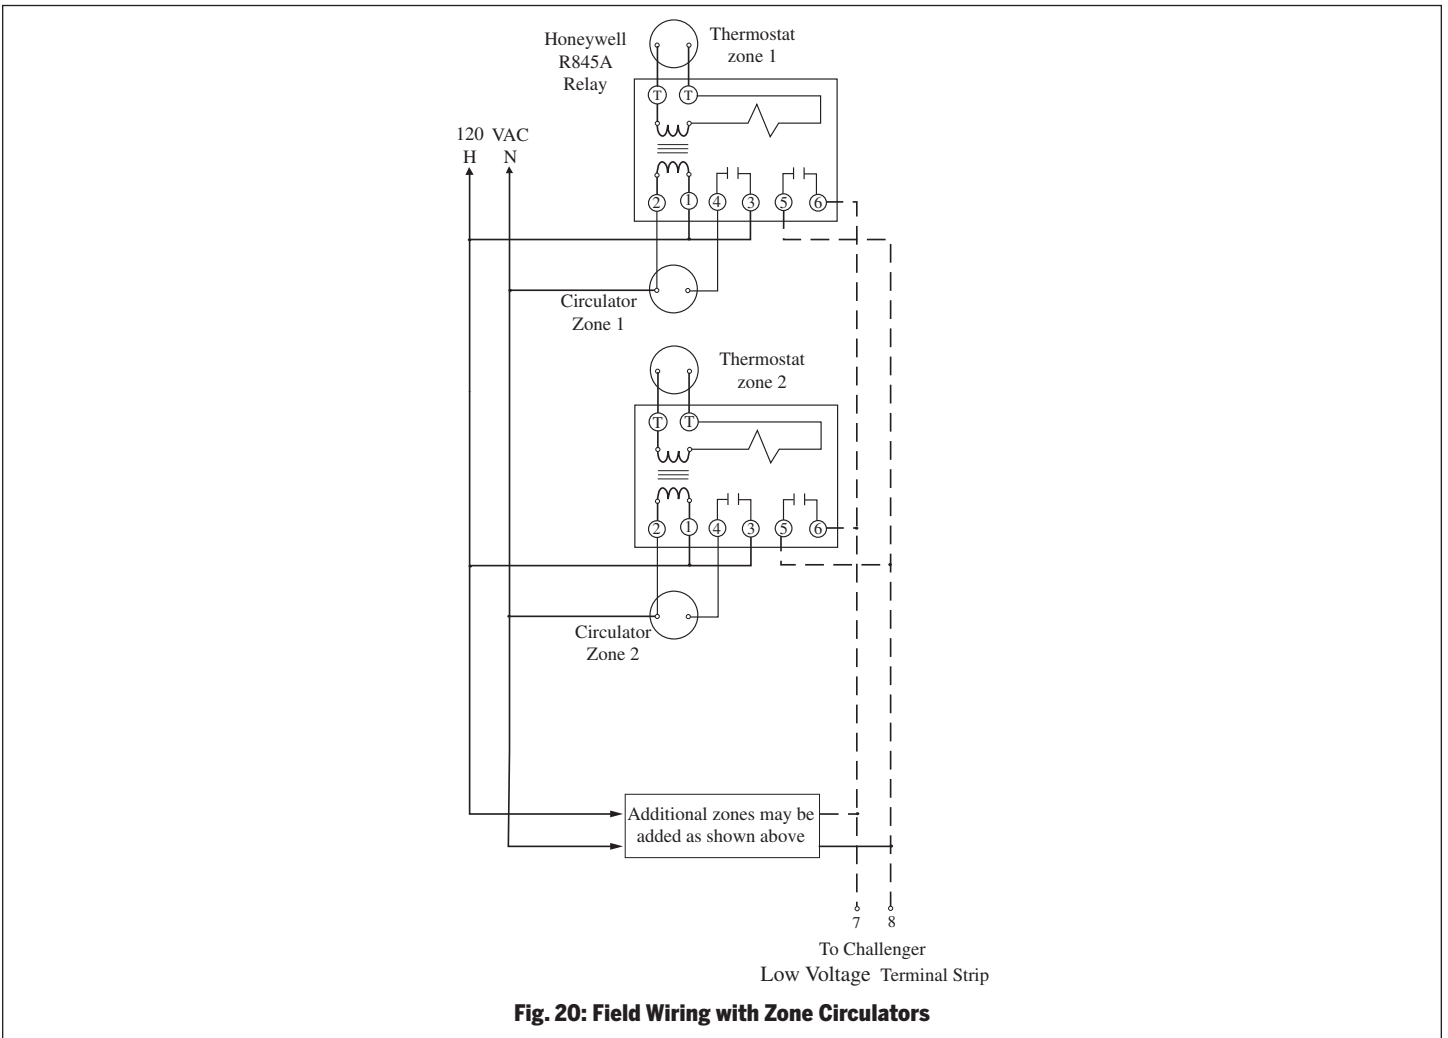 Honeywell
R845A
Relay
Thermostat
zone 1
T T
120 VAC
H N
2 1 4 3 5 6
Circulator
Zone 1
Thermostat
zone 2
T T
2 1 4 3 5 6
Circulator
Zone 2
Additional zones may be
added as shown above
7 8
To Challenger
Low Voltage Terminal Strip
Fig. 20: Field Wiring with Zone Circulators